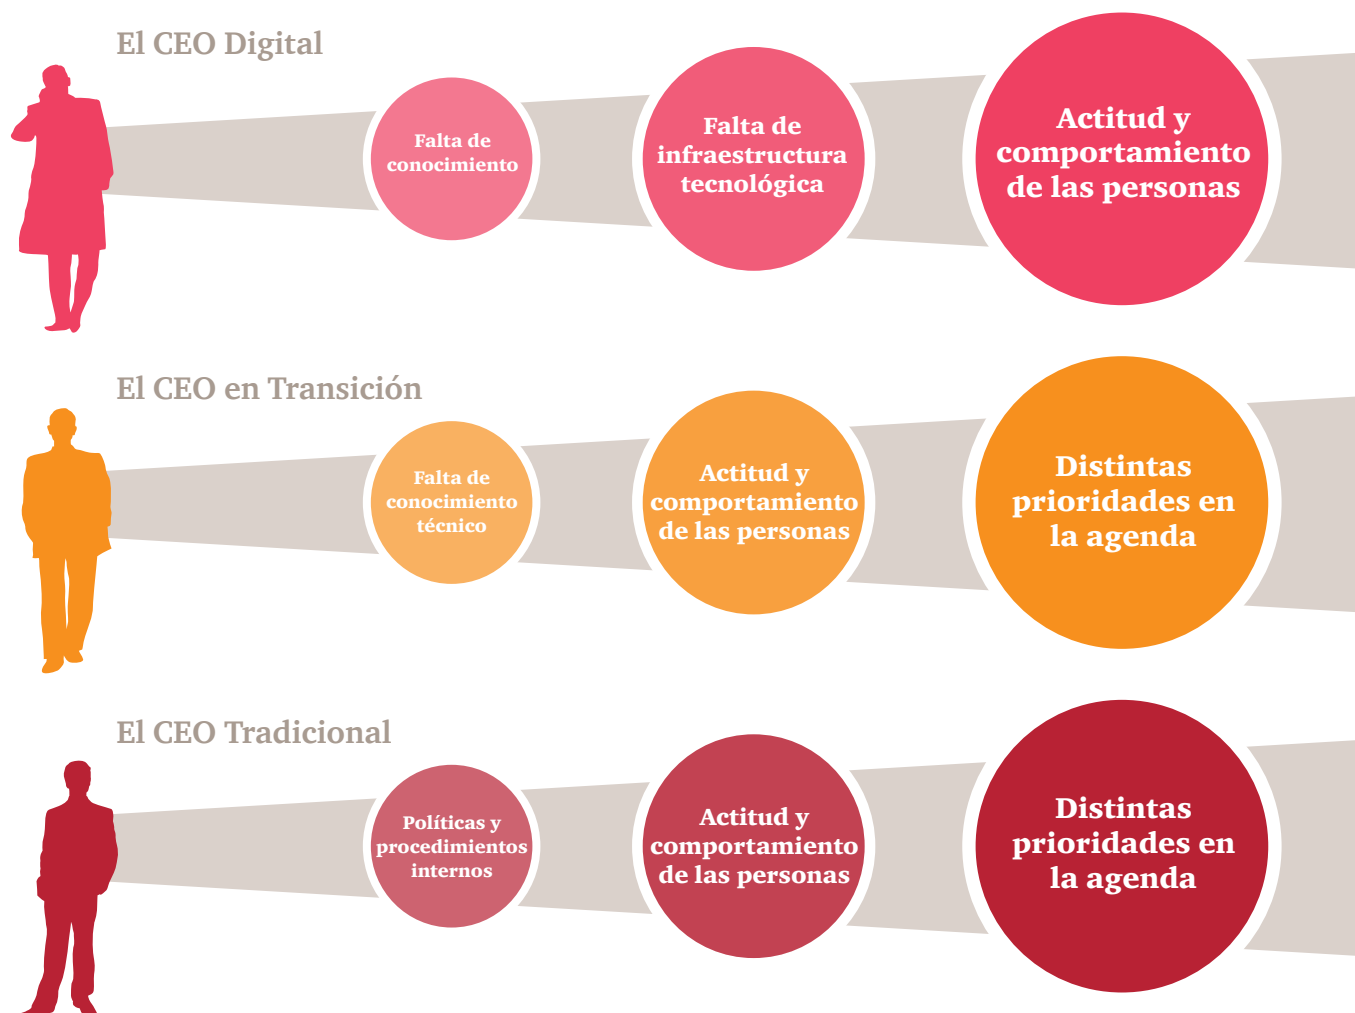 El CEO Digital
Falta de
conocimiento
Falta de
infraestructura
tecnológica
Actitud y
comportamiento
de las personas
El CEO en Transición
Falta de
conocimiento
técnico
Actitud y
comportamiento
de las personas
Distintas
prioridades en
la agenda
El CEO Tradicional
Políticas y
procedimientos
internos
Actitud y
comportamiento
de las personas
Distintas
prioridades en
la agenda